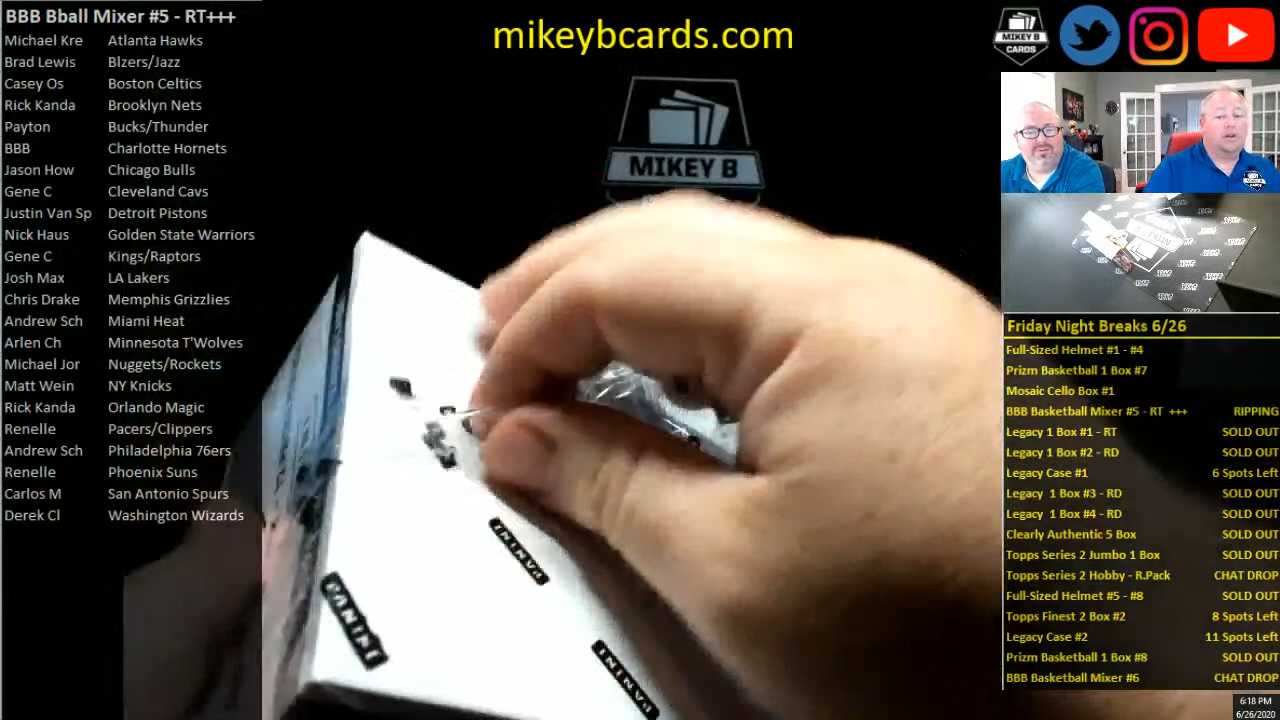 BBB Bball Mixer #5 - RT+++
Michael Kre Atlanta Hawks
Brad Lewis Blzers/Jazz
Casey Os Boston Celtics
Rick Kanda Brooklyn Nets
Payton Bucks/Thunder
BBB Charlotte Hornets
Jason How Chicago Bulls
Gene C Cleveland Cavs
Justin Van Sp Detroit Pistons
Nick Haus Golden State Warriors
Gene C Kings/Raptors
Josh Max LA Lakers
Chris Drake Memphis Grizzlies
Andrew Sch Miami Heat
Arlen Ch Minnesota T'Wolves
Michael Jor Nuggets/Rockets
Matt Wein NY Knicks
Rick Kanda Orlando Magic
Renelle Pacers/Clippers
Andrew Sch Philadelphia 76ers
Renelle Phoenix Suns
Carlos M San Antonio Spurs
Derek Cl Washington Wizards
mikeybcards.com
MIKEY B
PANINI
PANINI
PANINI
MIKEY B
CARDS
Friday Night Breaks 6/26
Full-Sized Helmet #1 - #4
Prizm Basketball 1 Box #7
Mosaic Cello Box #1
BBB Basketball Mixer #5 - RT +++ RIPPING
Legacy 1 Box #1 - RT SOLD OUT
Legacy 1 Box #2 - RD SOLD OUT
Legacy Case #1 6 Spots Left
Legacy 1 Box #3 - RD SOLD OUT
Legacy 1 Box #4 - RD SOLD OUT
Clearly Authentic 5 Box SOLD OUT
Topps Series 2 Jumbo 1 Box SOLD OUT
Topps Series 2 Hobby - R.Pack CHAT DROP
Full-Sized Helmet #5 - #8 SOLD OUT
Topps Finest 2 Box #2 8 Spots Left
Legacy Case #2 11 Spots Left
Prizm Basketball 1 Box #8 SOLD OUT
BBB Basketball Mixer #6 CHAT DROP
6:18 PM
6/26/2020